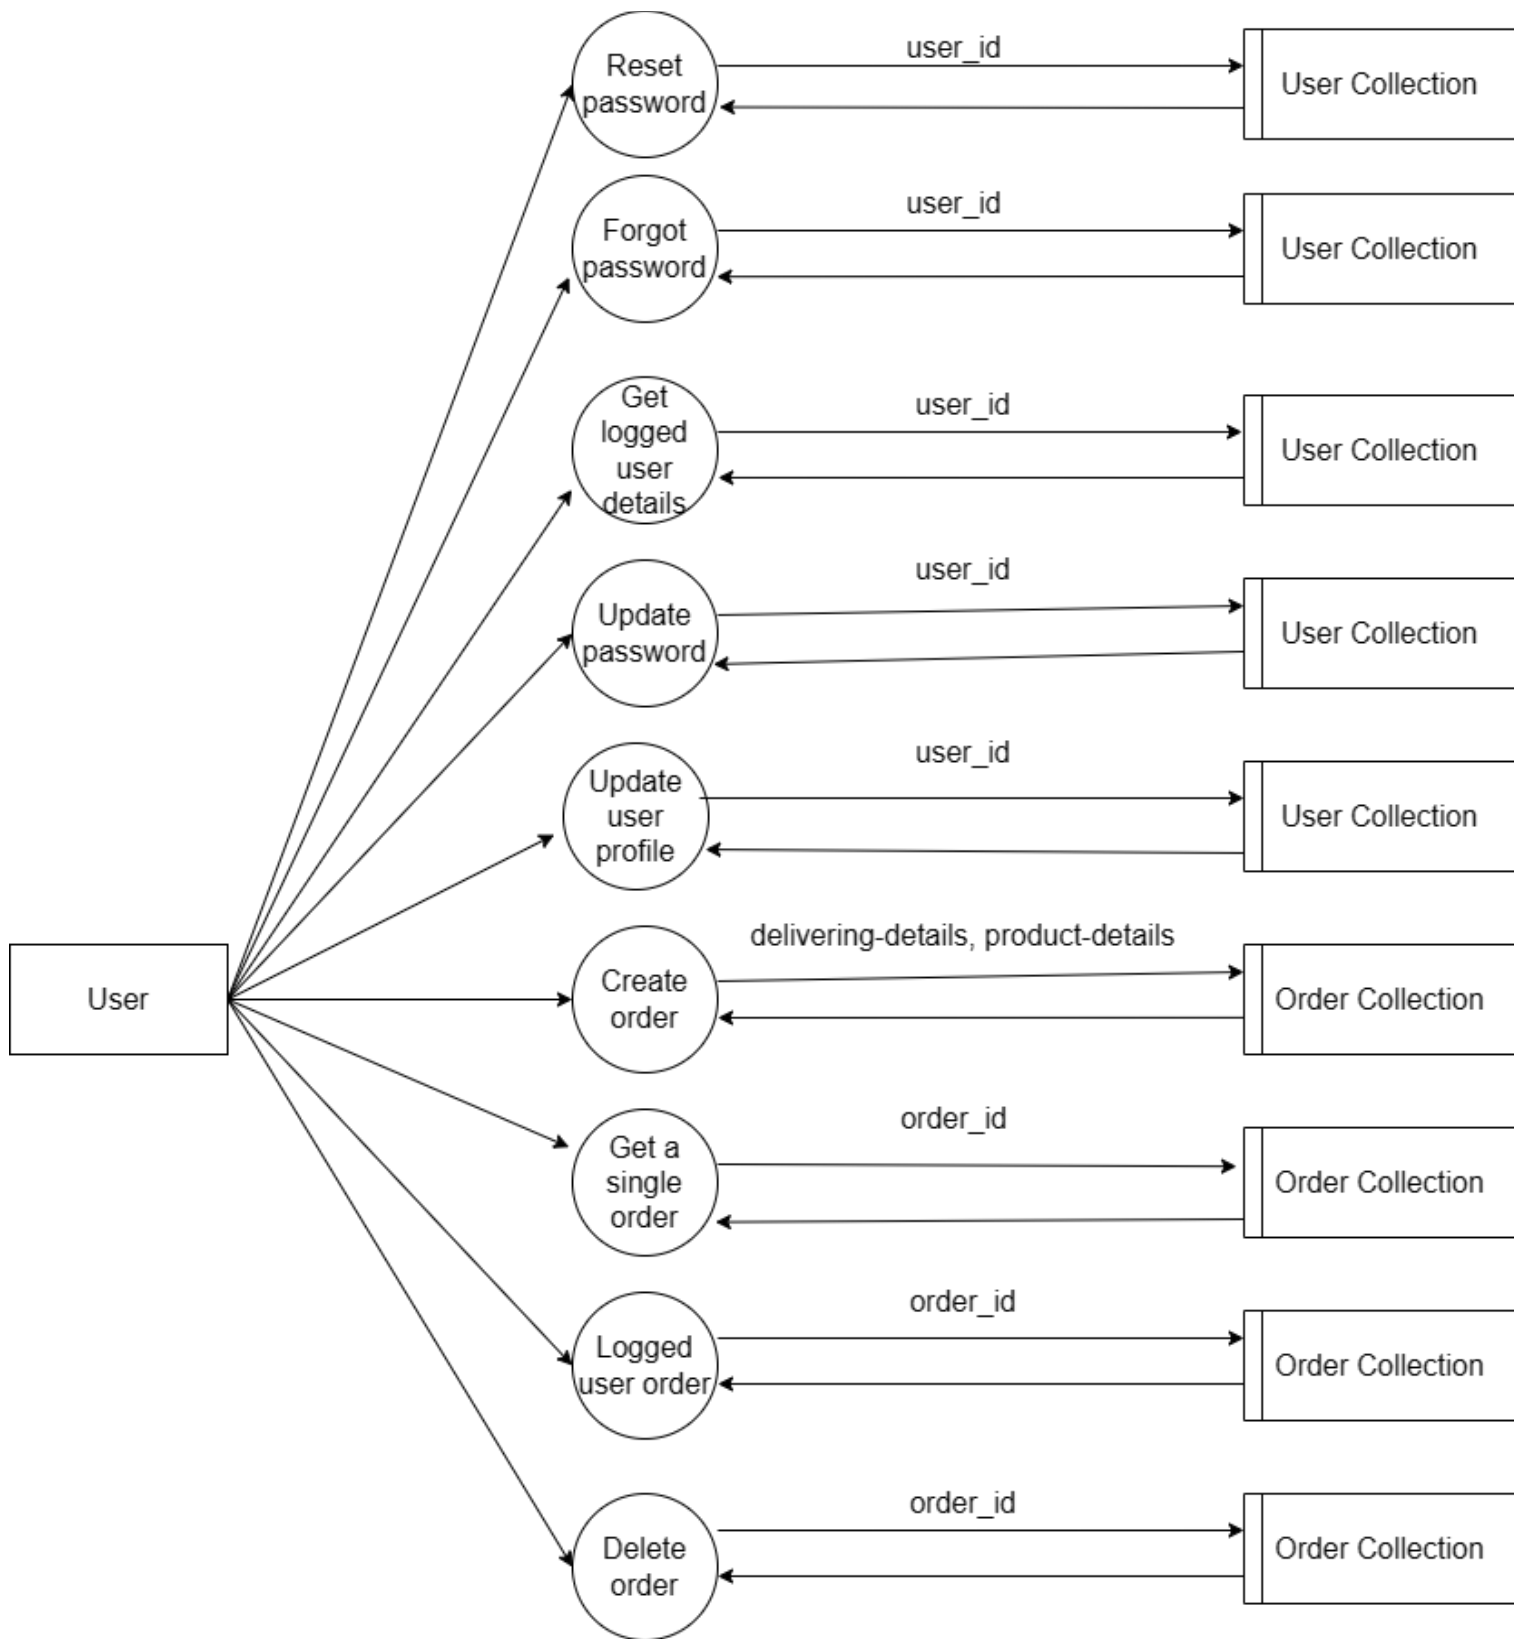 Reset
password
user_id
User Collection
Forgot
password
user_id
User Collection
Get
logged
user
details
user_id
User Collection
Update
password
user_id
User Collection
Update
user
profile
user_id
User Collection
User
Create
order
delivering-details, product-details
Order Collection
Get a
single
order
order_id
Order Collection
Logged
user order
order_id
Order Collection
Delete
order
order_id
Order Collection